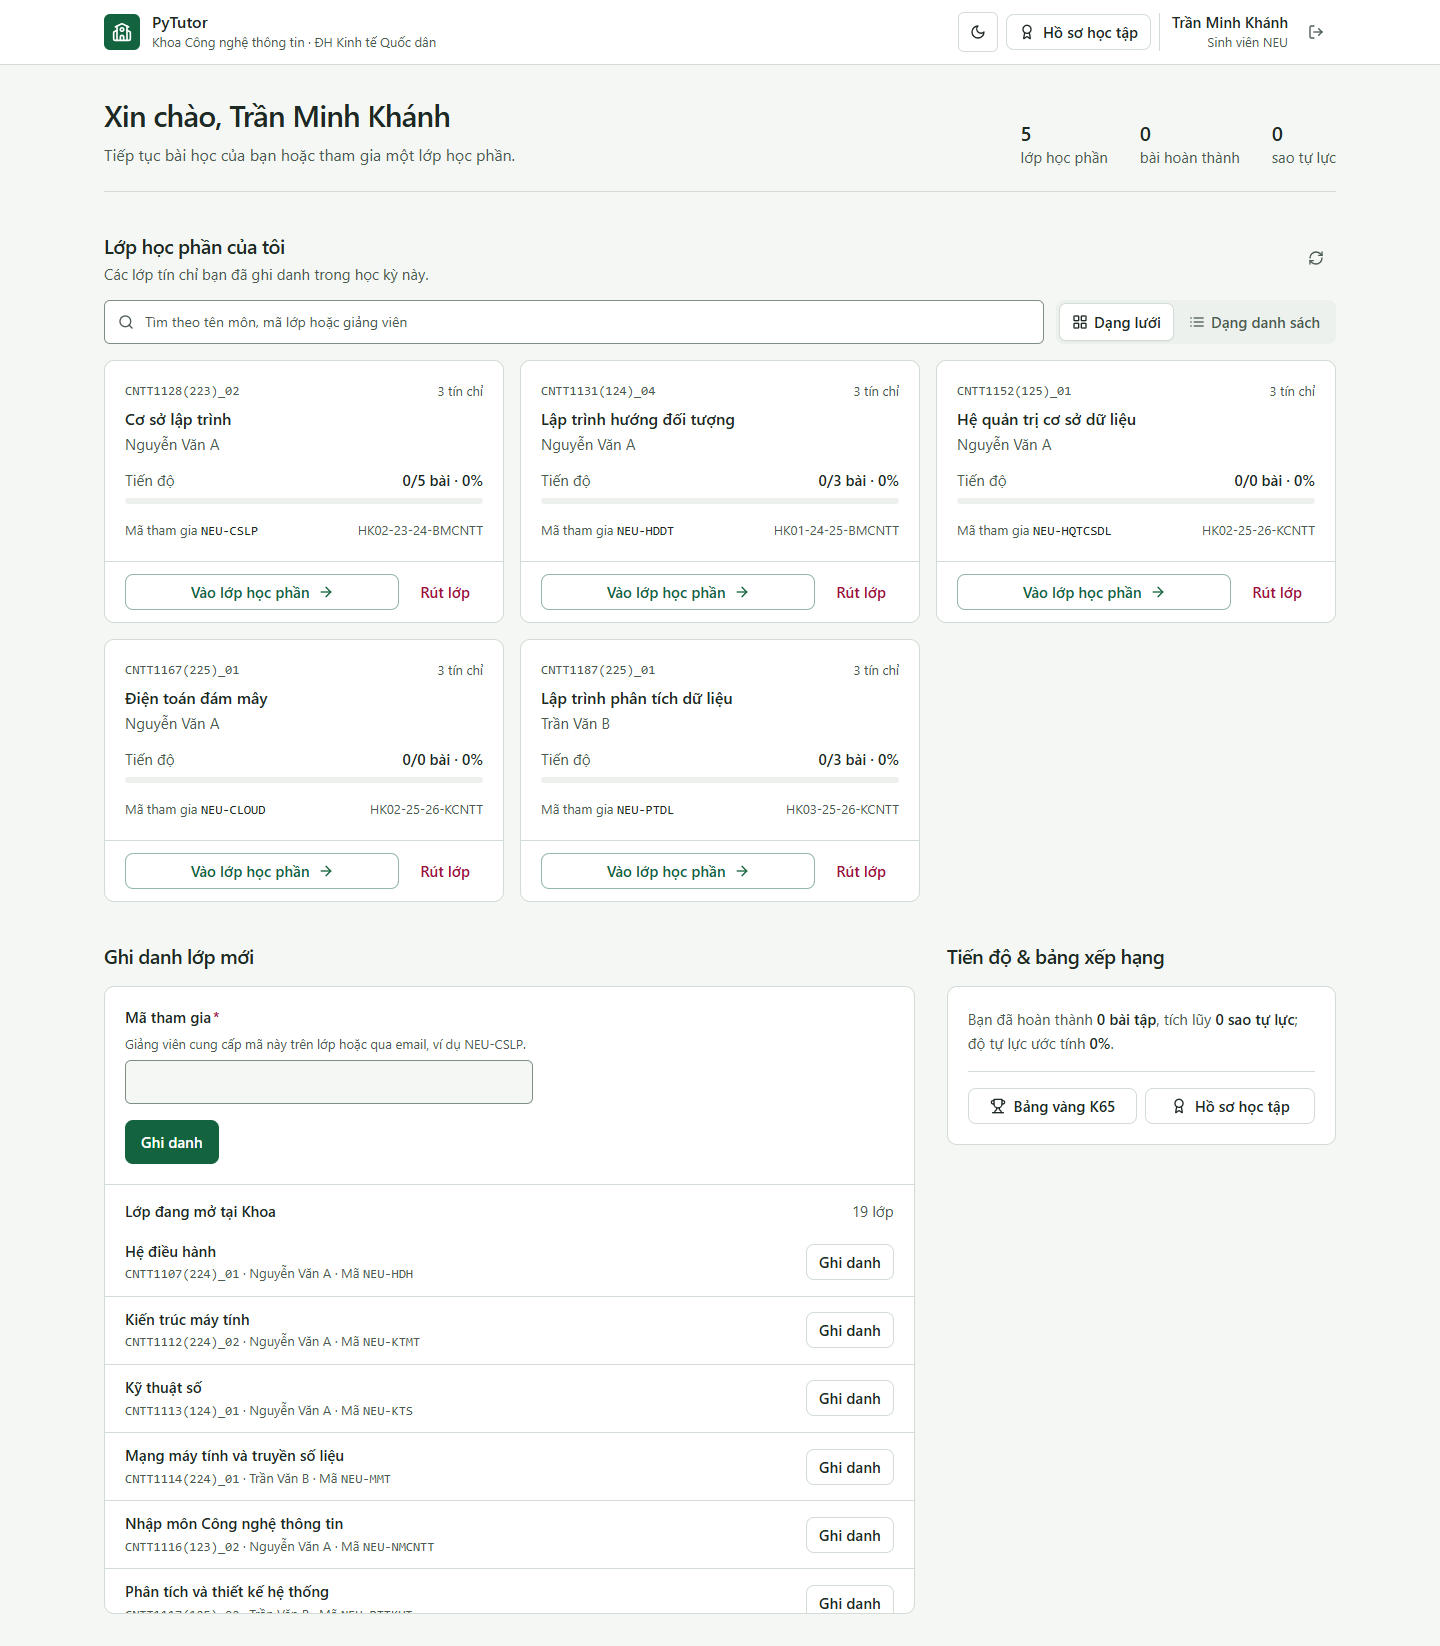 PyTutor
Khoa Công nghệ thông tin · ĐH Kinh tế Quốc dân
Hồ sơ học tập
Trần Minh Khánh
Sinh viên NEU
Xin chào, Trần Minh Khánh
Tiếp tục bài học của bạn hoặc tham gia một lớp học phần.
5
lớp học phần
0
bài hoàn thành
0
sao tự lực
Lớp học phần của tôi
Các lớp tín chỉ bạn đã ghi danh trong học kỳ này.
Tìm theo tên môn, mã lớp hoặc giảng viên
Dạng lưới
Dạng danh sách
CNTT1128(223)_02 3 tín chỉ
Cơ sở lập trình
Nguyễn Văn A
Tiến độ 0/5 bài · 0%
Mã tham gia NEU-CSLP HK02-23-24-BMCNTT
Vào lớp học phần → Rút lớp
CNTT1131(124)_04 3 tín chỉ
Lập trình hướng đối tượng
Nguyễn Văn A
Tiến độ 0/3 bài · 0%
Mã tham gia NEU-HDDT HK01-24-25-BMCNTT
Vào lớp học phần → Rút lớp
CNTT1152(125)_01 3 tín chỉ
Hệ quản trị cơ sở dữ liệu
Nguyễn Văn A
Tiến độ 0/0 bài · 0%
Mã tham gia NEU-HQTCSDL HK02-25-26-KCNTT
Vào lớp học phần → Rút lớp
CNTT1167(225)_01 3 tín chỉ
Điện toán đám mây
Nguyễn Văn A
Tiến độ 0/0 bài · 0%
Mã tham gia NEU-CLOUD HK02-25-26-KCNTT
Vào lớp học phần → Rút lớp
CNTT1187(225)_01 3 tín chỉ
Lập trình phân tích dữ liệu
Trần Văn B
Tiến độ 0/3 bài · 0%
Mã tham gia NEU-PTDL HK03-25-26-KCNTT
Vào lớp học phần → Rút lớp
Ghi danh lớp mới
Mã tham gia*
Giảng viên cung cấp mã này trên lớp hoặc qua email, ví dụ NEU-CSLP.
Ghi danh
Lớp đang mở tại Khoa 19 lớp
Hệ điều hành
CNTT1107(224)_01 · Nguyễn Văn A · Mã NEU-HDH
Ghi danh
Kiến trúc máy tính
CNTT1112(224)_02 · Nguyễn Văn A · Mã NEU-KTMT
Ghi danh
Kỹ thuật số
CNTT1113(124)_01 · Nguyễn Văn A · Mã NEU-KTS
Ghi danh
Mạng máy tính và truyền số liệu
CNTT1114(224)_01 · Trần Văn B · Mã NEU-MMT
Ghi danh
Nhập môn Công nghệ thông tin
CNTT1116(123)_02 · Nguyễn Văn A · Mã NEU-NMCNTT
Ghi danh
Phân tích và thiết kế hệ thống
Ghi danh
Tiến độ & bảng xếp hạng
Bạn đã hoàn thành 0 bài tập, tích lũy 0 sao tự lực;
độ tự lực ước tính 0%.
Bảng vàng K65
Hồ sơ học tập